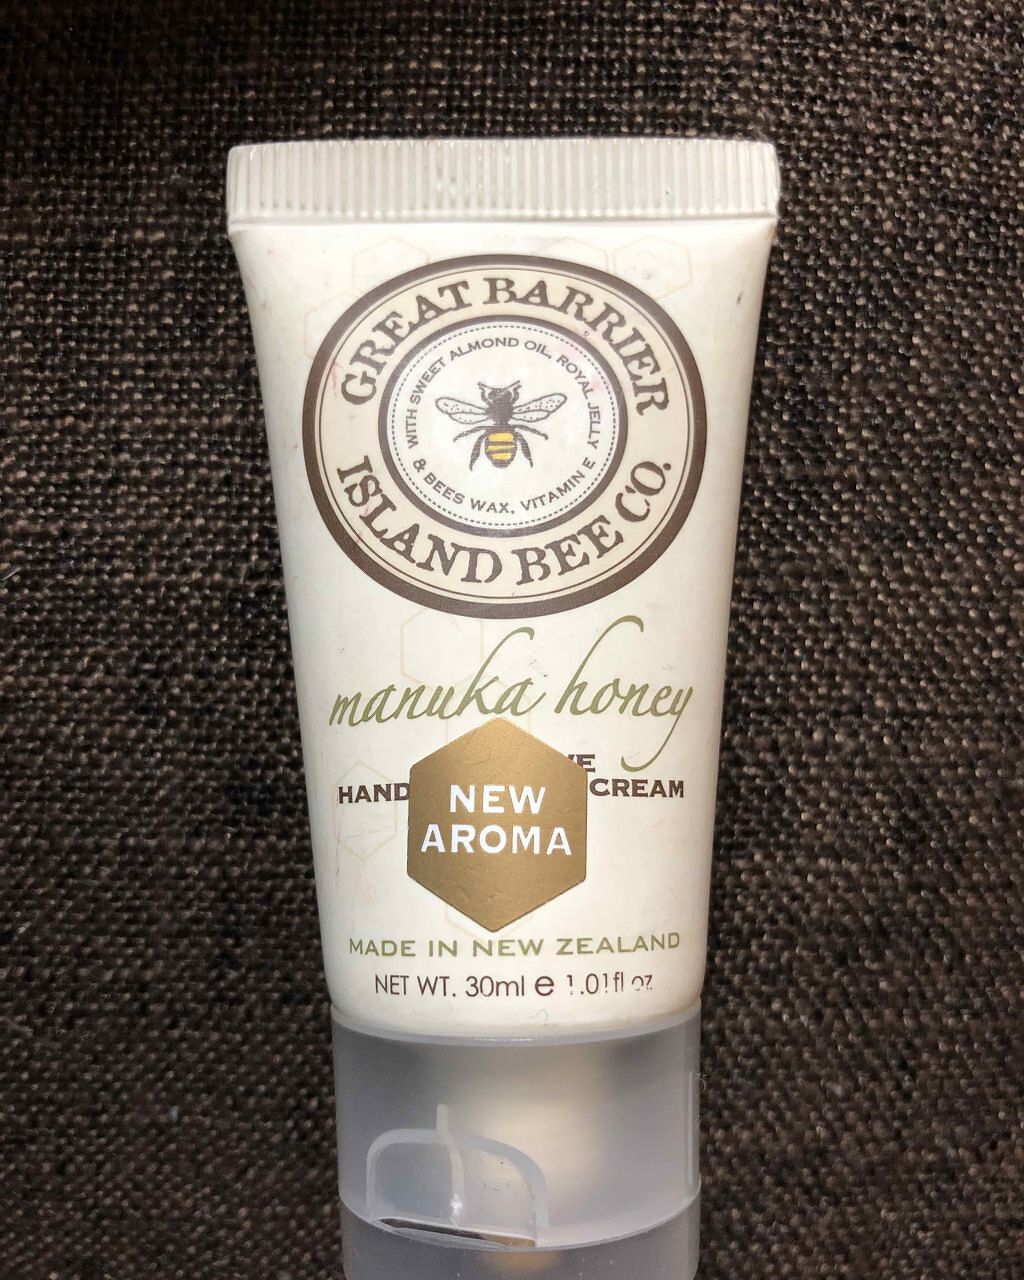 GREAT BARRIER
ISLAND BEE CO.
WITH SWEET ALMOND OIL, ROYAL JELLY
& BEES WAX, VITAMIN E
manuka honey
HAND CREAM
NEW
AROMA
MADE IN NEW ZEALAND
NET WT. 30ml e 1.01fl oz